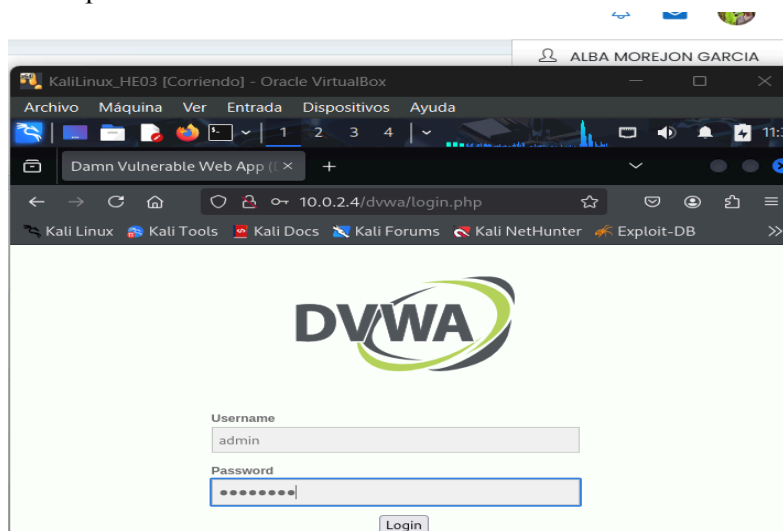 ALBA MOREJON GARCIA
KaliLinux_HE03 [Corriendo] - Oracle VirtualBox
Archivo Máquina Ver Entrada Dispositivos Ayuda
1 2 3 4
Damn Vulnerable Web App
10.0.2.4/dvwa/login.php
Kali Linux Kali Tools Kali Docs Kali Forums Kali NetHunter Exploit-DB
DVWA
Username
admin
Password
Login